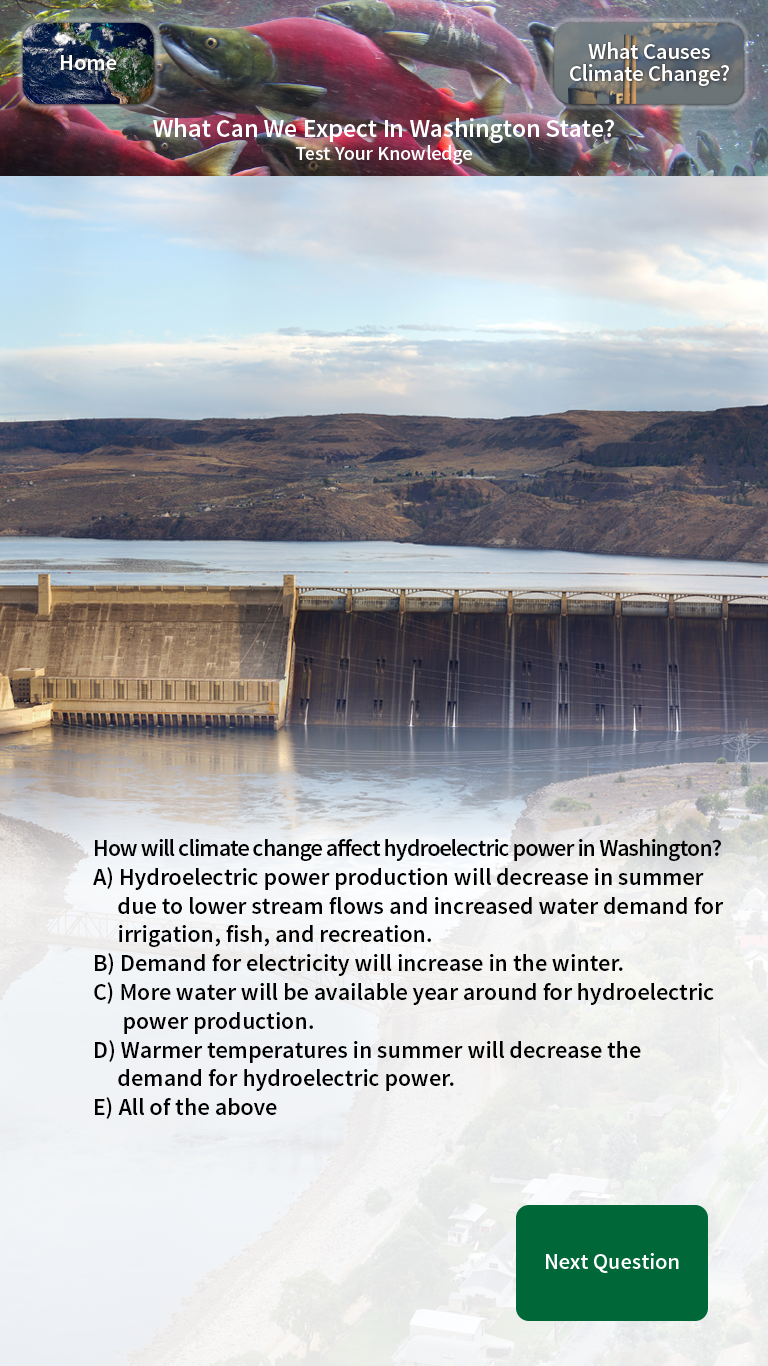 Home
What Causes
Climate Change?
What Can We Expect In Washington State?
Test Your Knowledge
How will climate change affect hydroelectric power in Washington?
A) Hydroelectric power production will decrease in summer
due to lower stream flows and increased water demand for
irrigation, fish, and recreation.
B) Demand for electricity will increase in the winter.
C) More water will be available year around for hydroelectric
power production.
D) Warmer temperatures in summer will decrease the
demand for hydroelectric power.
E) All of the above
Next Question